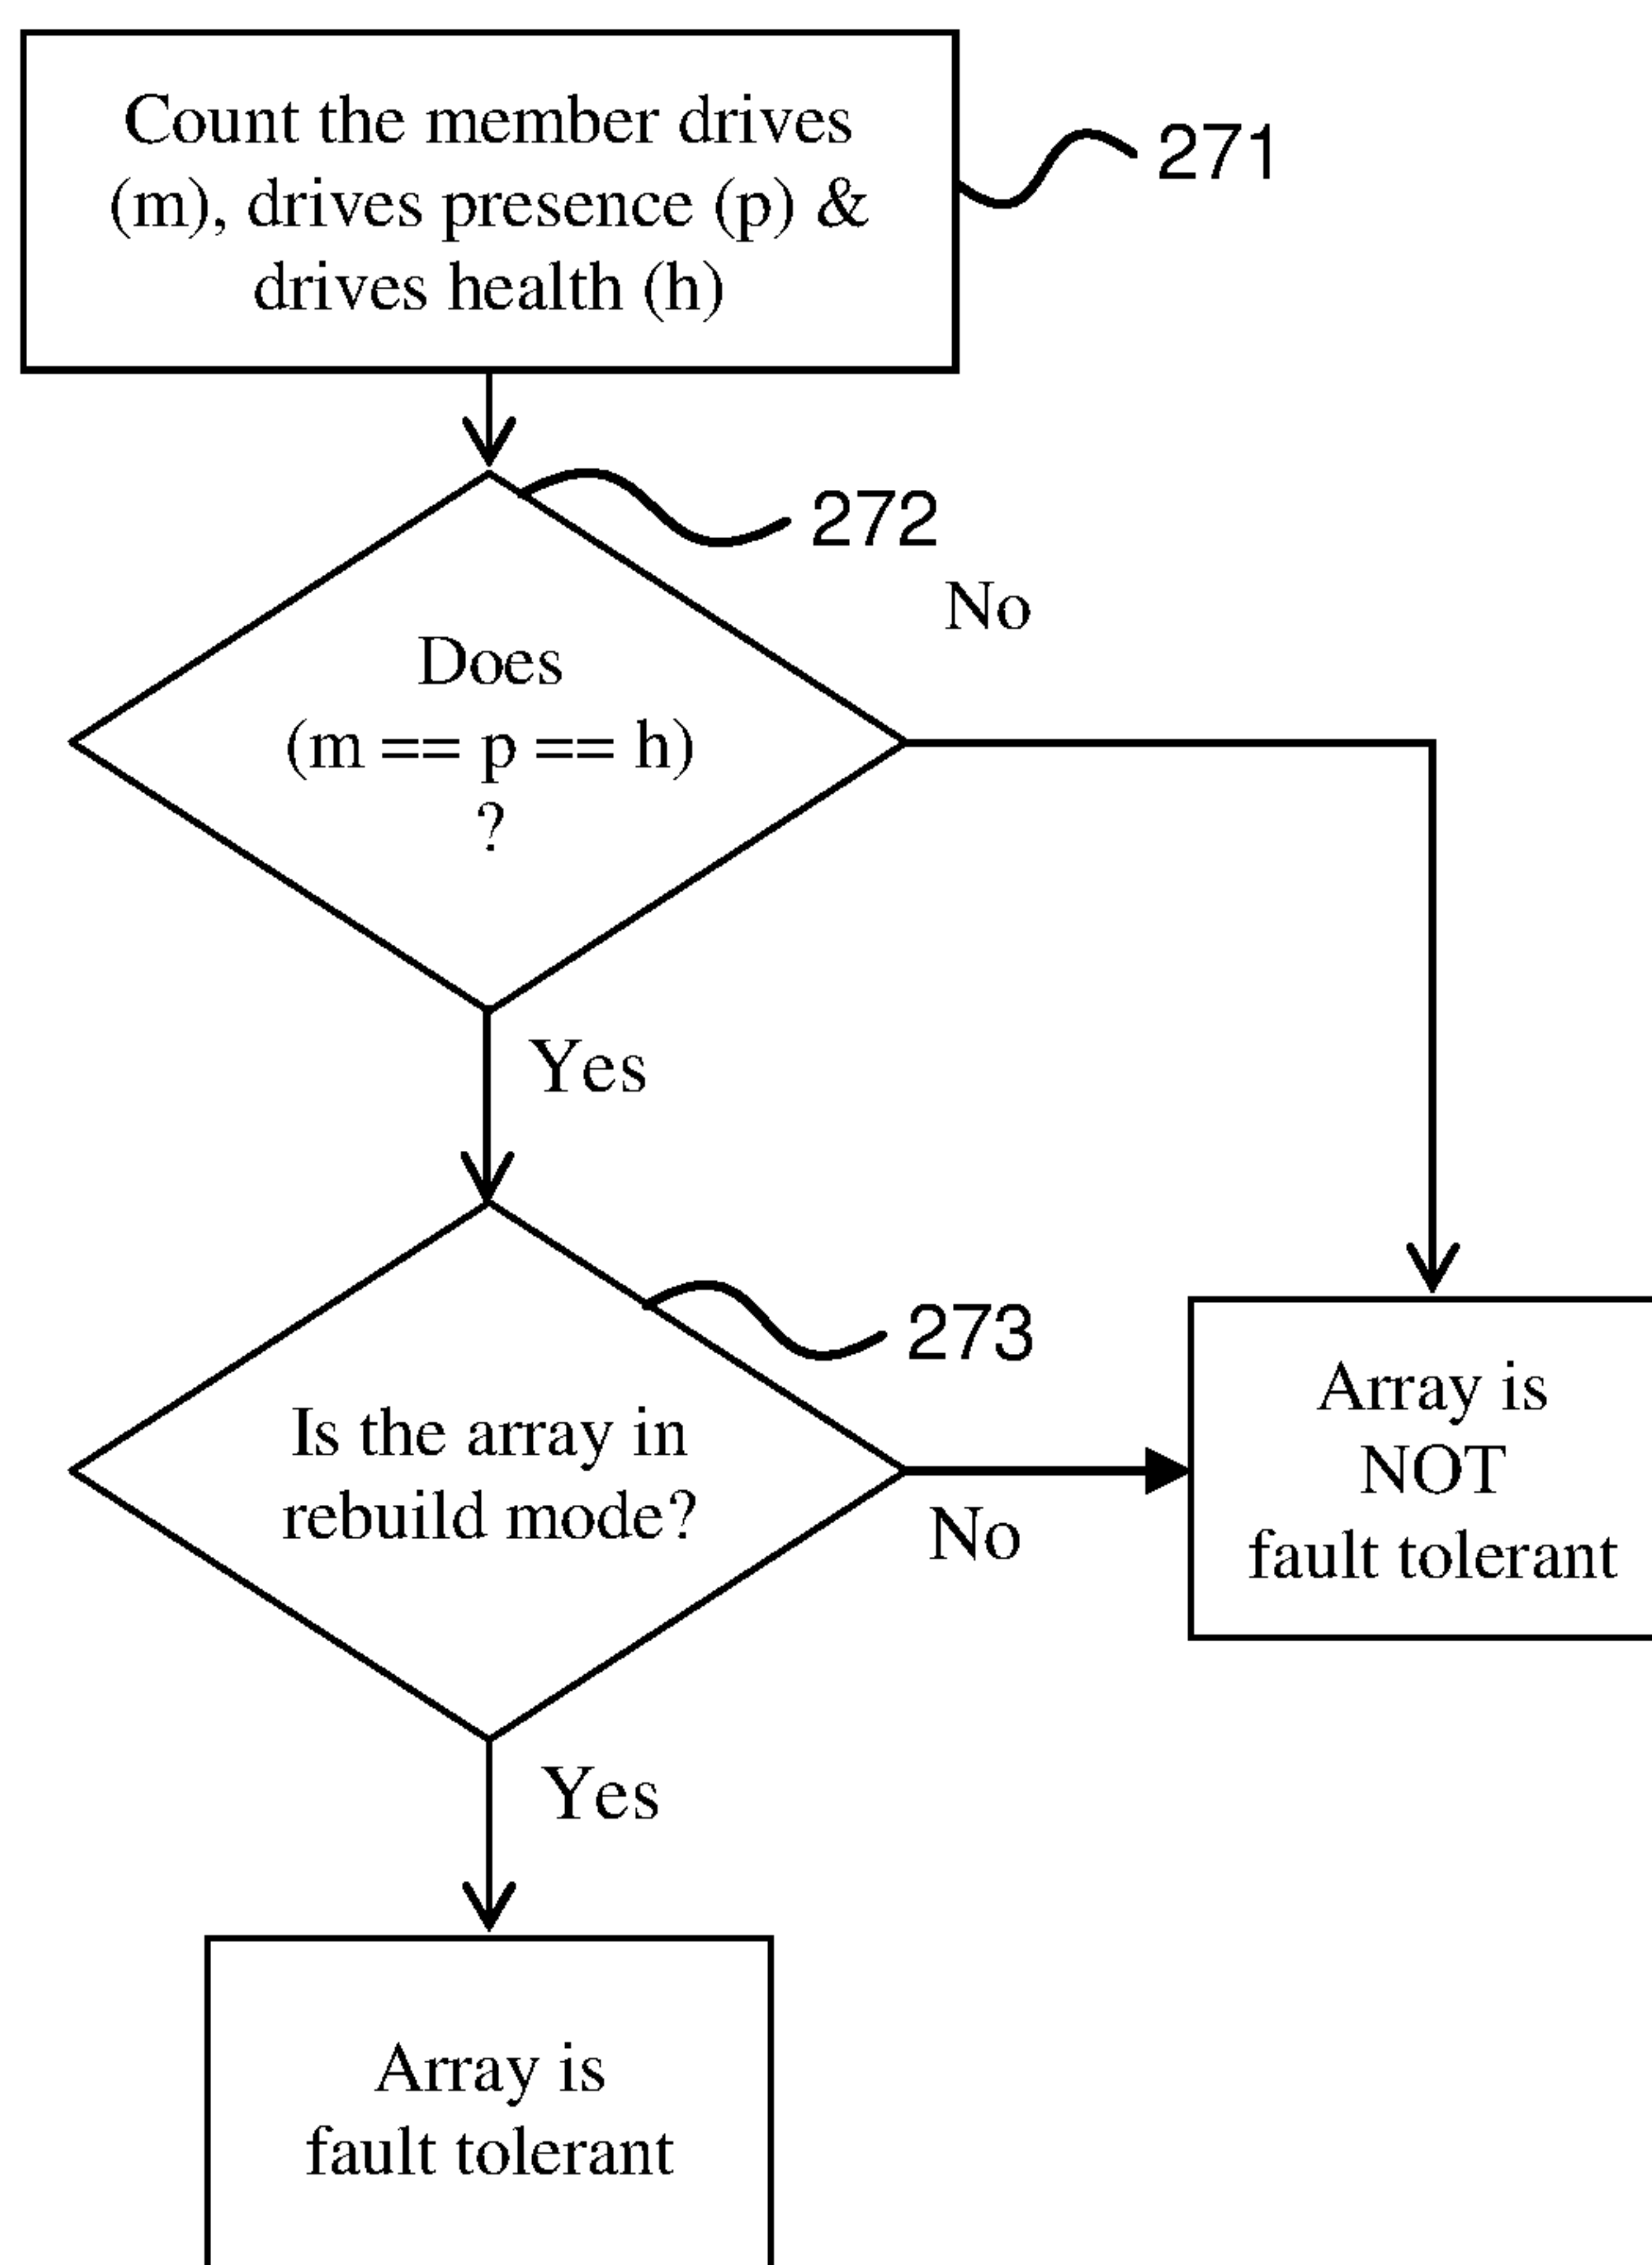 Count the member drives
(m), drives presence (p) &
drives health (h)
271
272
No
Does
(m == p == h)
?
Yes
273
Is the array in
rebuild mode?
No
Array is
NOT
fault tolerant
Yes
Array is
fault tolerant